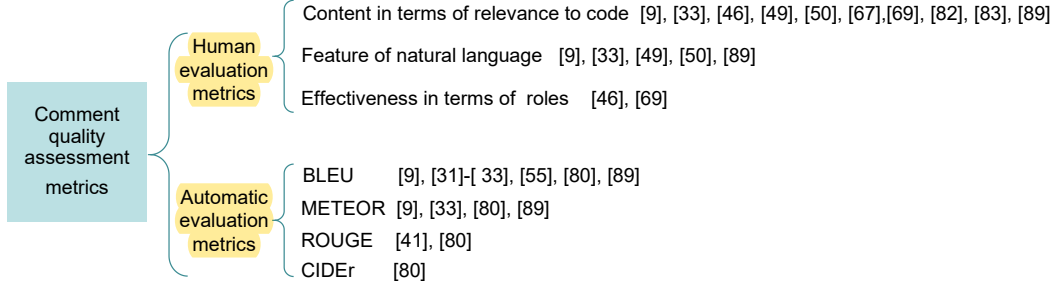 Comment
quality
assessment
metrics
Human
evaluation
metrics
Content in terms of relevance to code [9], [33], [46], [49], [50], [67],[69], [82], [83], [89]
Feature of natural language [9], [33], [49], [50], [89]
Effectiveness in terms of roles [46], [69]
Automatic
evaluation
metrics
BLEU [9], [31]-[ 33], [55], [80], [89]
METEOR [9], [33], [80], [89]
ROUGE [41], [80]
CIDEr [80]